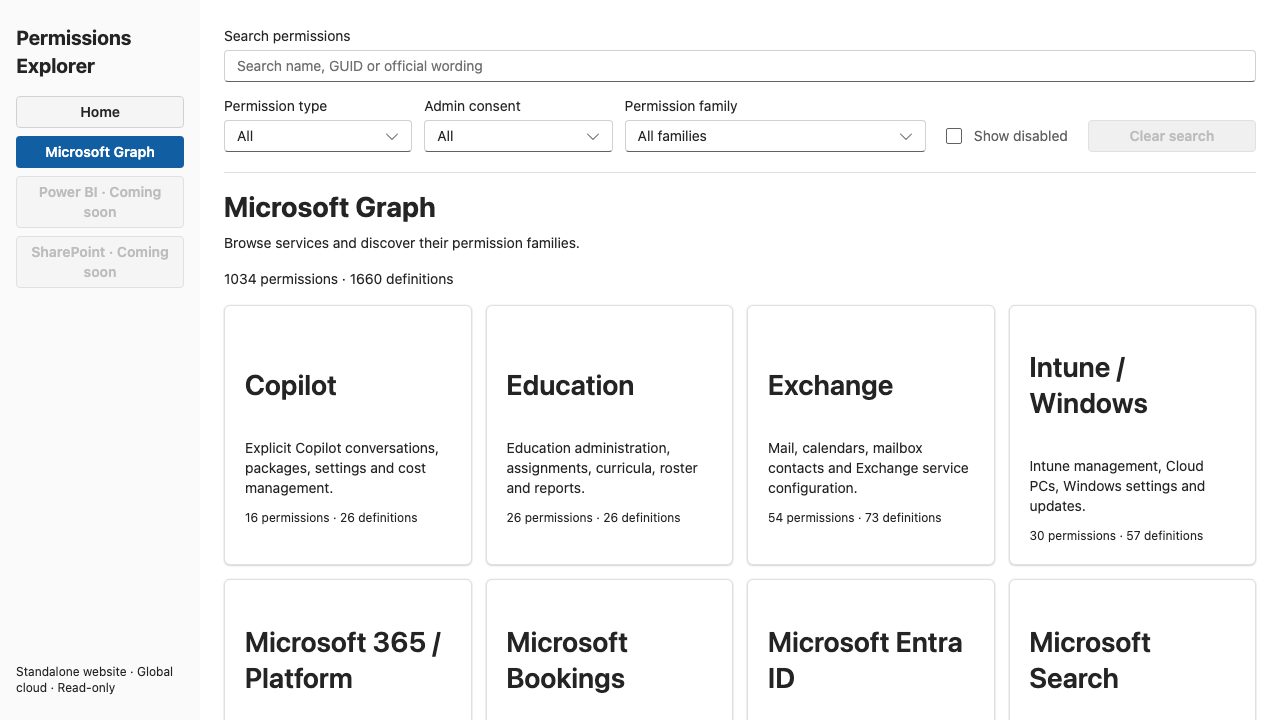 Permissions
Explorer
Home
Microsoft Graph
Power BI · Coming
soon
SharePoint · Coming
soon
Standalone website · Global
cloud · Read-only
Search permissions
Search name, GUID or official wording
Permission type
Admin consent
Permission family
All
All
All families
Show disabled
Clear search
Microsoft Graph
Browse services and discover their permission families.
1034 permissions · 1660 definitions
Copilot
Explicit Copilot conversations,
packages, settings and cost
management.
16 permissions · 26 definitions
Education
Education administration,
assignments, curricula, roster
and reports.
26 permissions · 26 definitions
Exchange
Mail, calendars, mailbox
contacts and Exchange service
configuration.
54 permissions · 73 definitions
Intune /
Windows
Intune management, Cloud
PCs, Windows settings and
updates.
30 permissions · 57 definitions
Microsoft 365 /
Platform
Microsoft
Bookings
Microsoft Entra
ID
Microsoft
Search